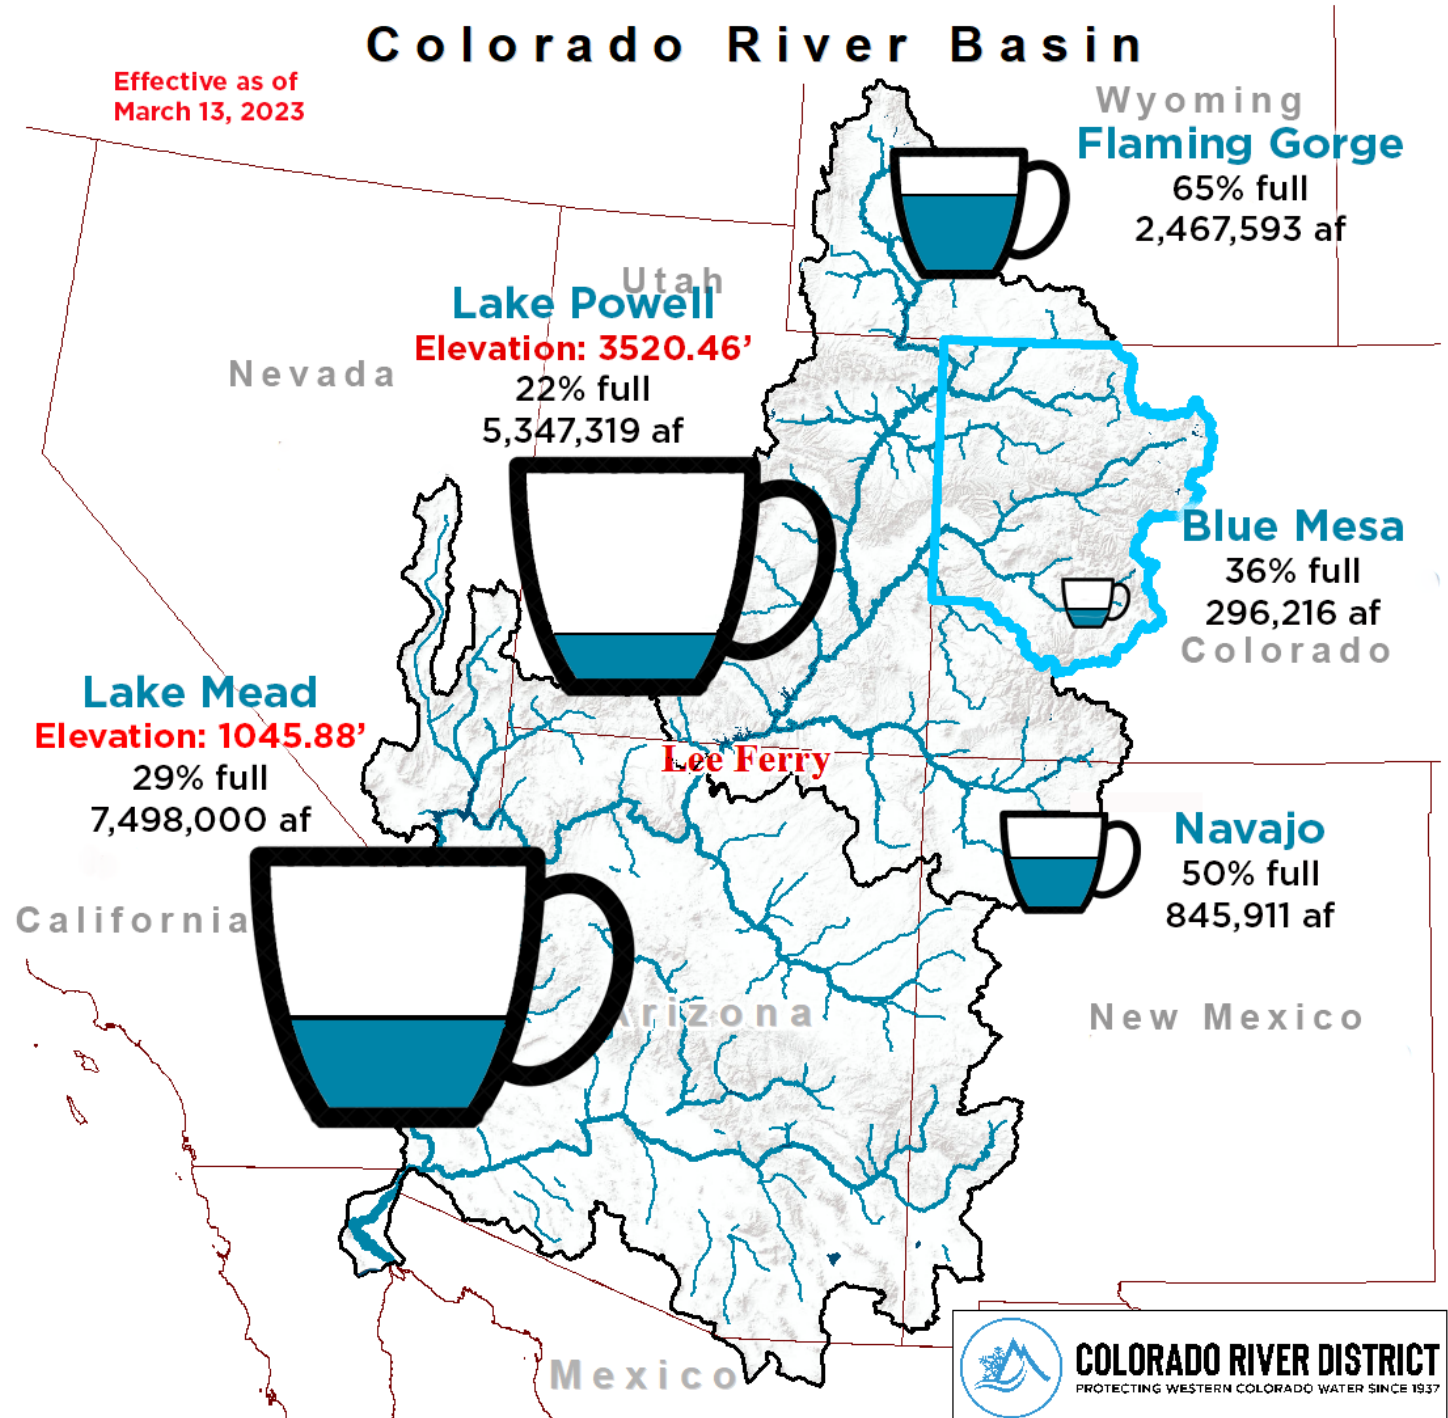 Colorado River Basin
Effective as of
March 13, 2023
Wyoming
Flaming Gorge
65% full
2,467,593 af
Utah
Lake Powell
Elevation: 3520.46’
22% full
5,347,319 af
Nevada
Blue Mesa
36% full
296,216 af
Colorado
Lake Mead
Elevation: 1045.88’
29% full
7,498,000 af
Lee Ferry
Navajo
50% full
845,911 af
California
Arizona
New Mexico
Mexico
COLORADO RIVER DISTRICT
PROTECTING WESTERN COLORADO WATER SINCE 1937